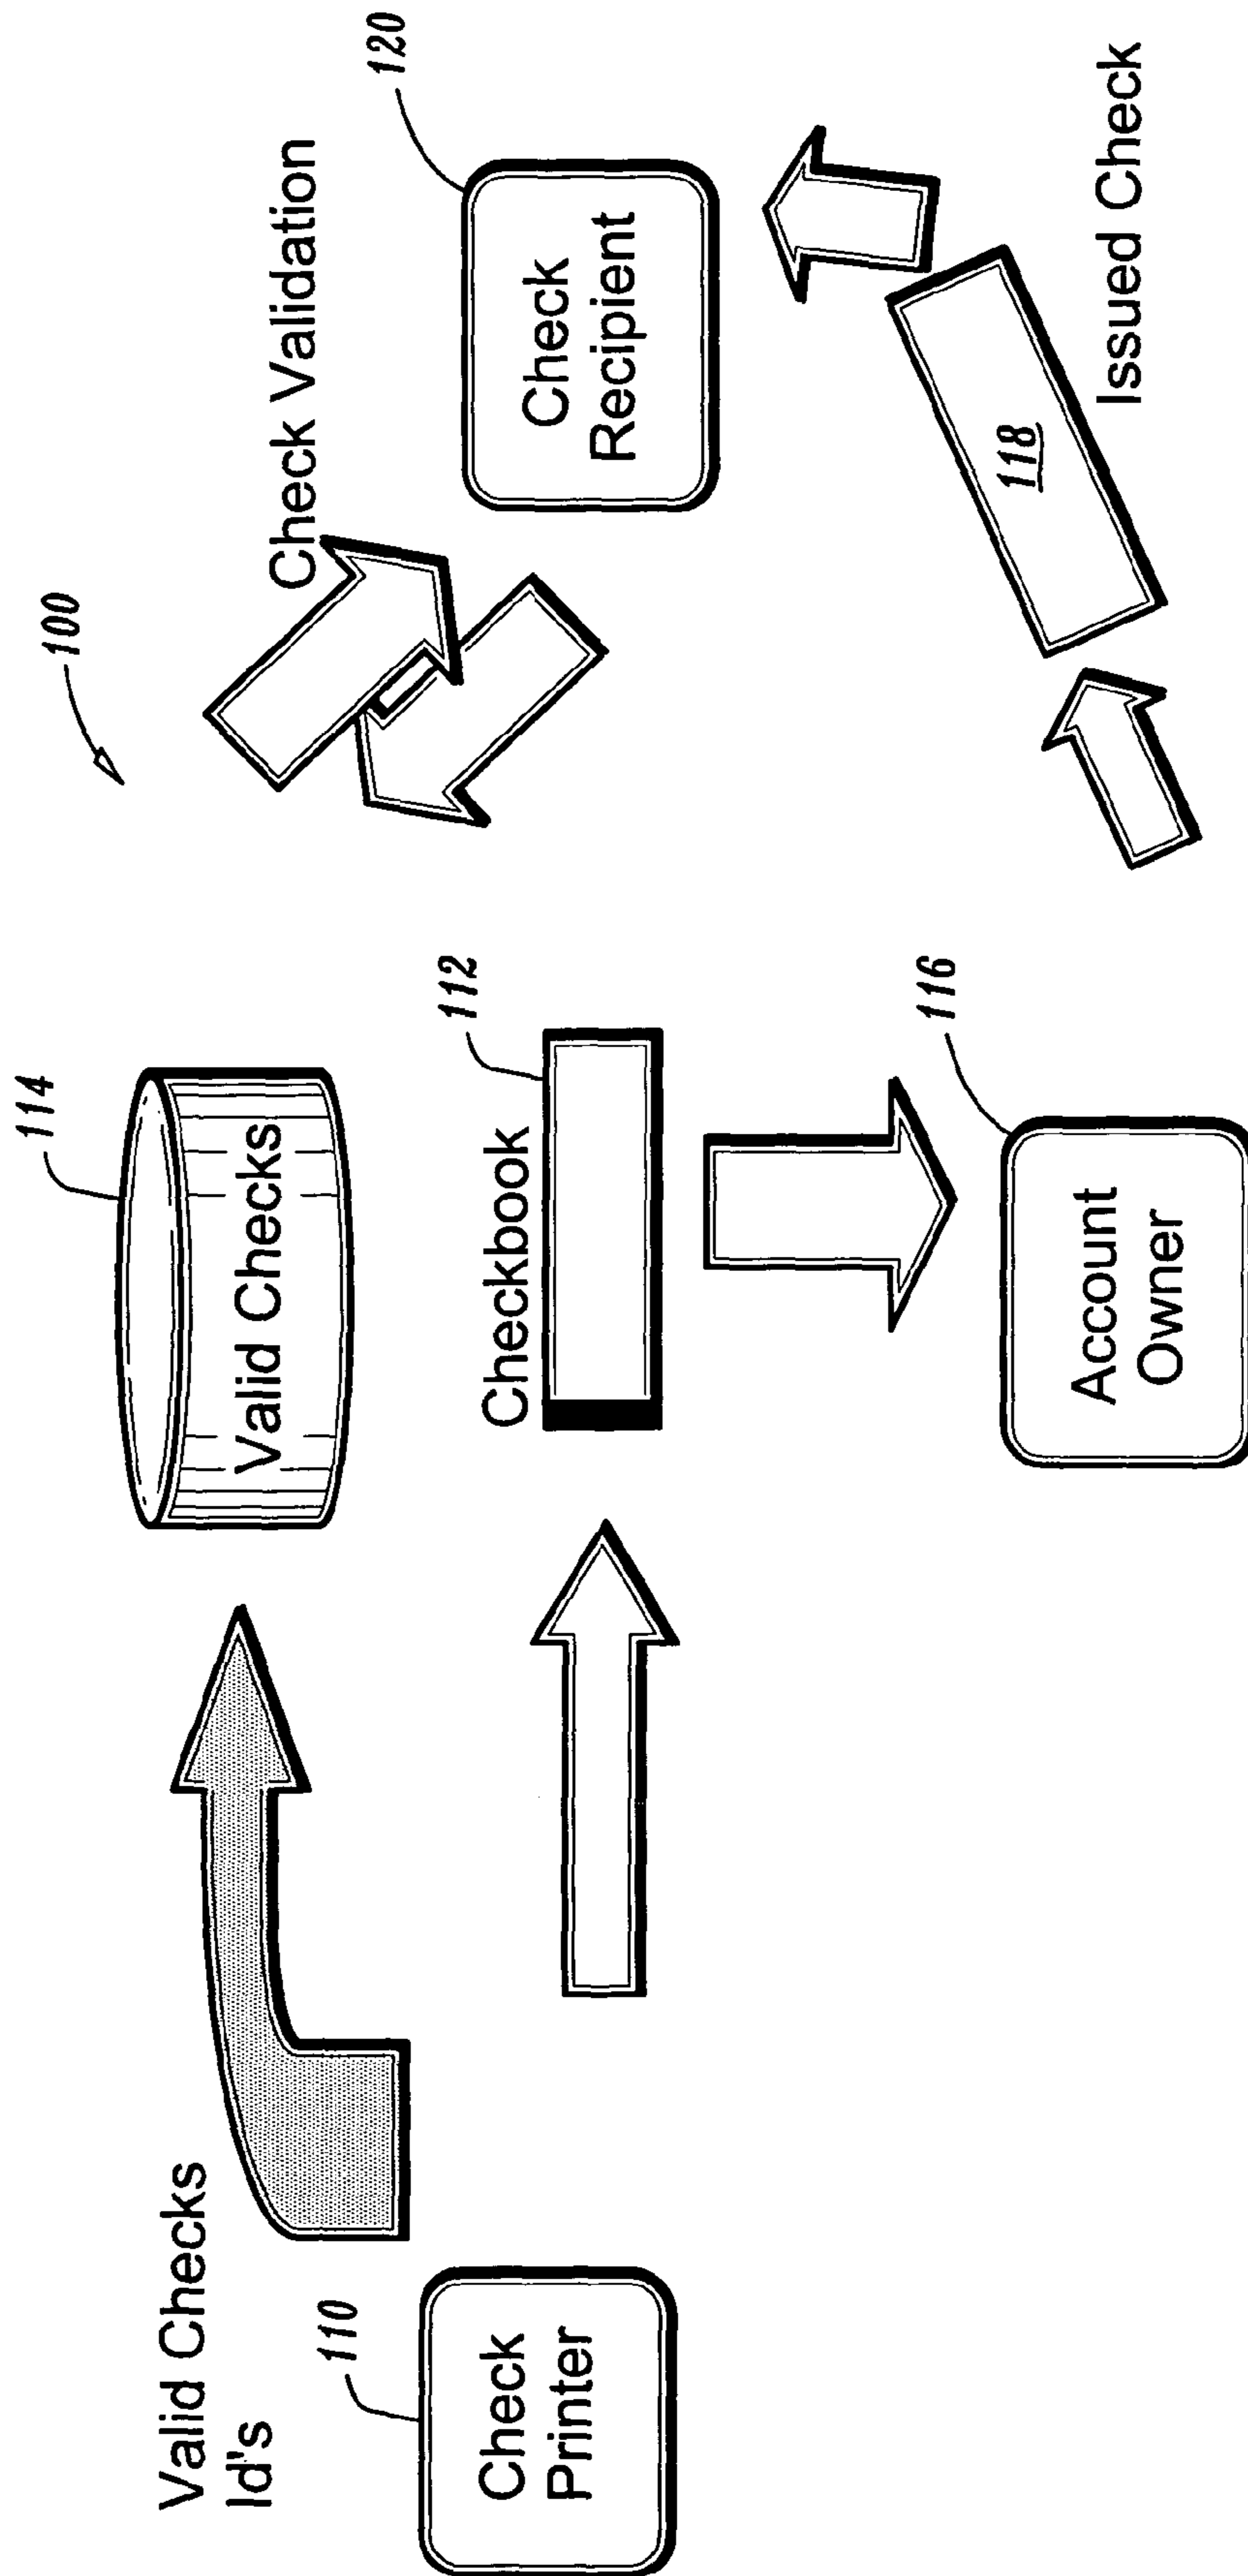 100
Valid Checks
Id's
110
Check
Printer
114
Valid Checks
Checkbook
112
116
Account
Owner
Check Validation
120
Check
Recipient
118
Issued Check